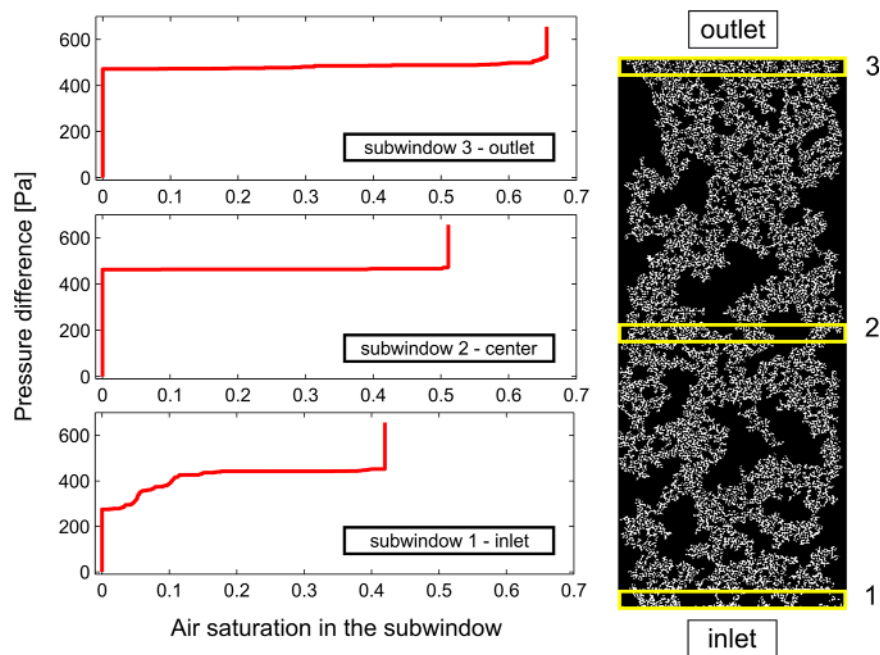 Pressure difference [Pa]
600
400
200
0
0 0.1 0.2 0.3 0.4 0.5 0.6 0.7
subwindow 3 - outlet
600
400
200
0
0 0.1 0.2 0.3 0.4 0.5 0.6 0.7
subwindow 2 - center
600
400
200
0
0 0.1 0.2 0.3 0.4 0.5 0.6 0.7
subwindow 1 - inlet
Air saturation in the subwindow
outlet
3
2
1
inlet